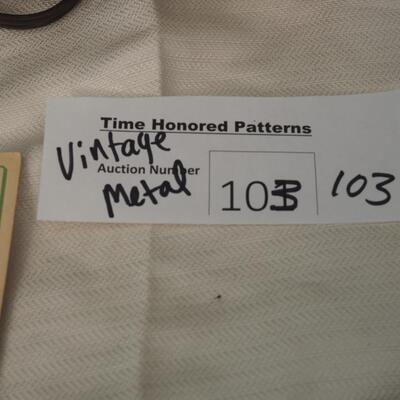 Time Honored Patterns
Vintage
Auction Number
Metal
103 103